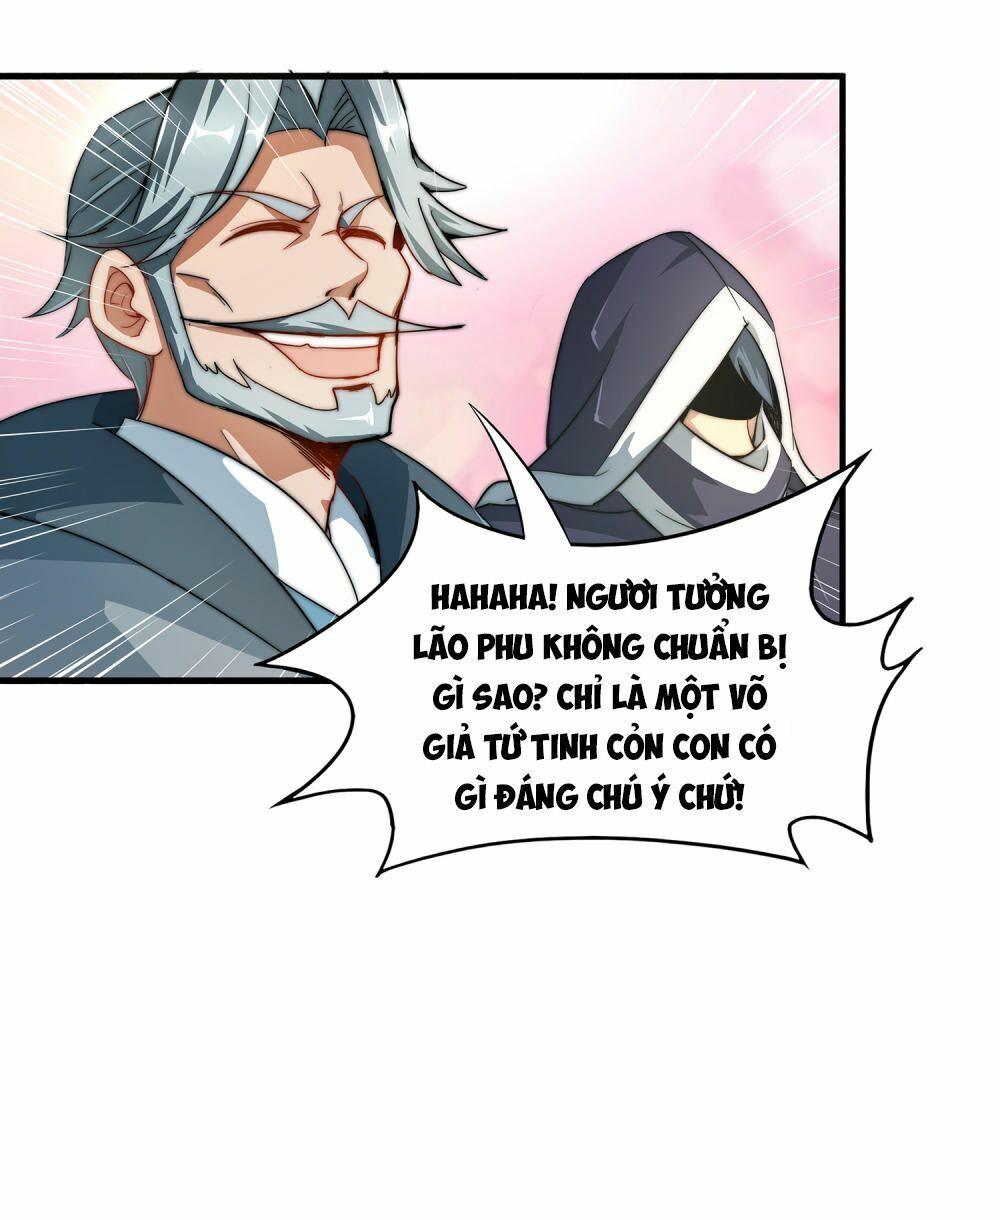 HAHAHA! NGƯƠI TƯỞNG
LÃO PHU KHÔNG CHUẨN BỊ
GÌ SAO? CHỈ LÀ MỘT VÕ
GIẢ TỨ TINH CỎN CON CÓ
GÌ ĐÁNG CHÚ Ý CHỨ!